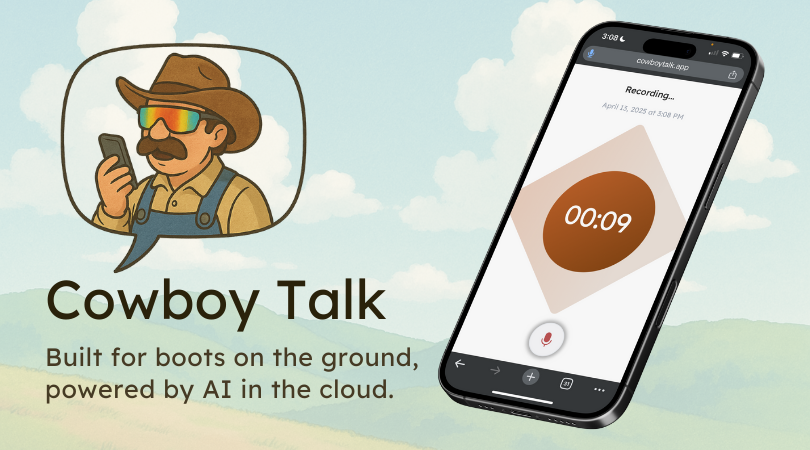 Cowboy Talk
Built for boots on the ground,
powered by AI in the cloud.
3:08
cowboytalk.app
Recording...
April 13, 2025 at 3:08 PM
00:09
31